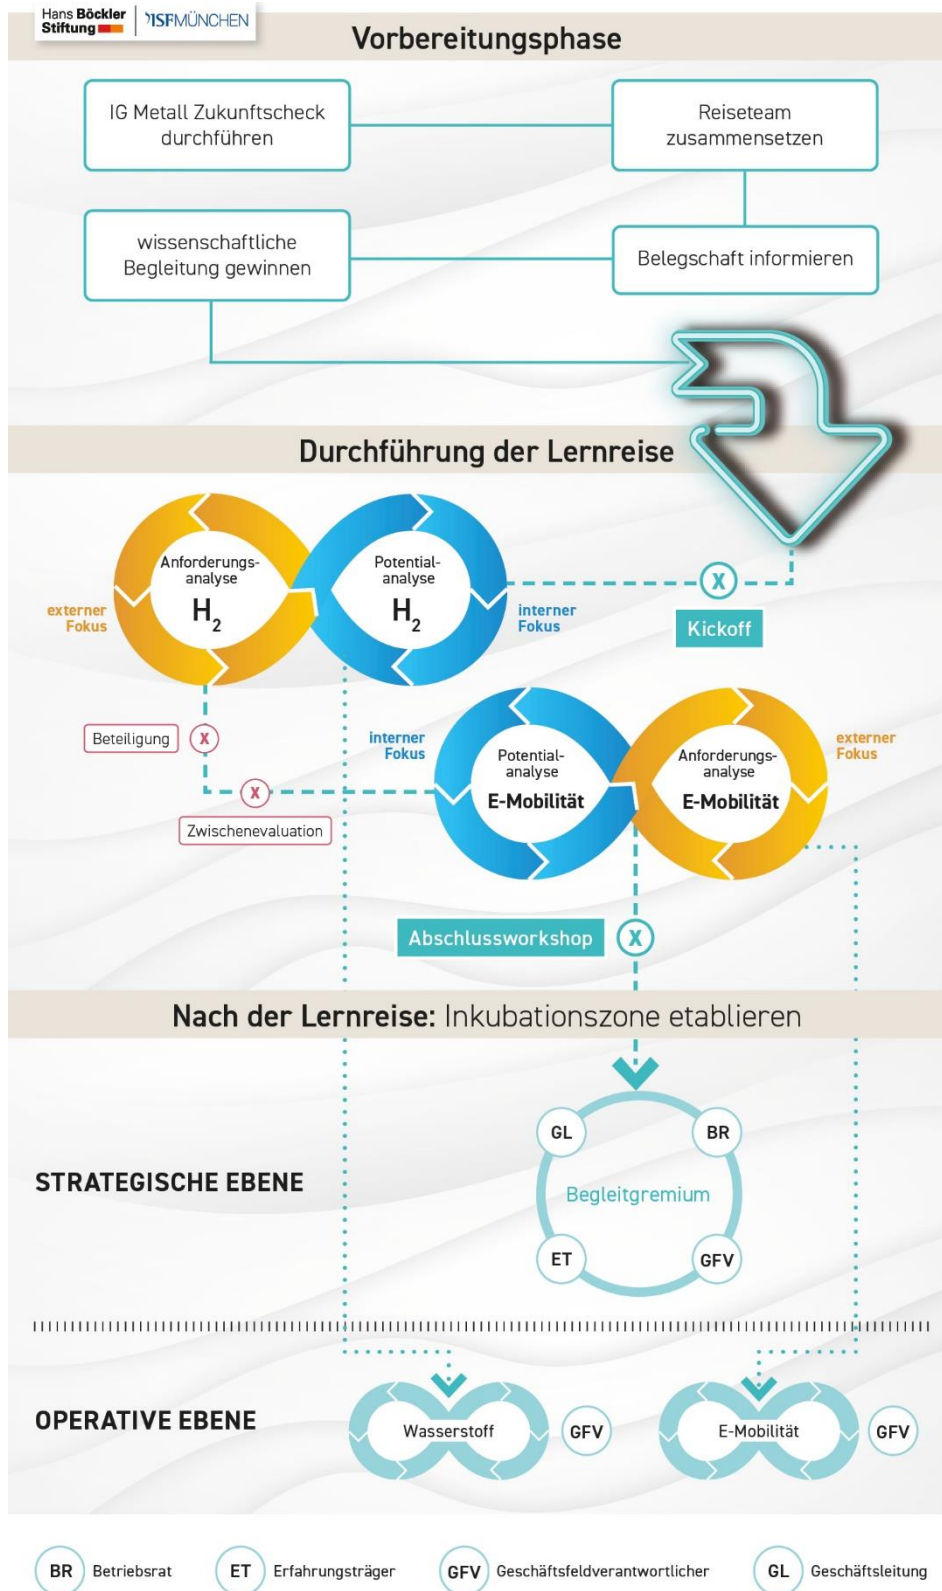 Hans Böckler
Stiftung
ISFMÜNCHEN
Vorbereitungsphase
IG Metall Zukunftscheck
durchführen
Reiseteam
zusammensetzen
wissenschaftliche
Begleitung gewinnen
Belegschaft informieren
Durchführung der Lernreise
Anforderungs-
analyse
H₂
Potential-
analyse
H₂
externer
Fokus
interner
Fokus
X
Kickoff
Beteiligung
X
X
Zwischenevaluation
interner
Fokus
Potential-
analyse
E-Mobilität
Anforderungs-
analyse
E-Mobilität
externer
Fokus
Abschlussworkshop
X
Nach der Lernreise: Inkubationszone etablieren
STRATEGISCHE EBENE
GL
BR
Begleitgremium
ET
GFV
OPERATIVE EBENE
Wasserstoff
GFV
E-Mobilität
GFV
BR Betriebsrat
ET Erfahrungsträger
GFV Geschäftsfeldverantwortlicher
GL Geschäftsleitung